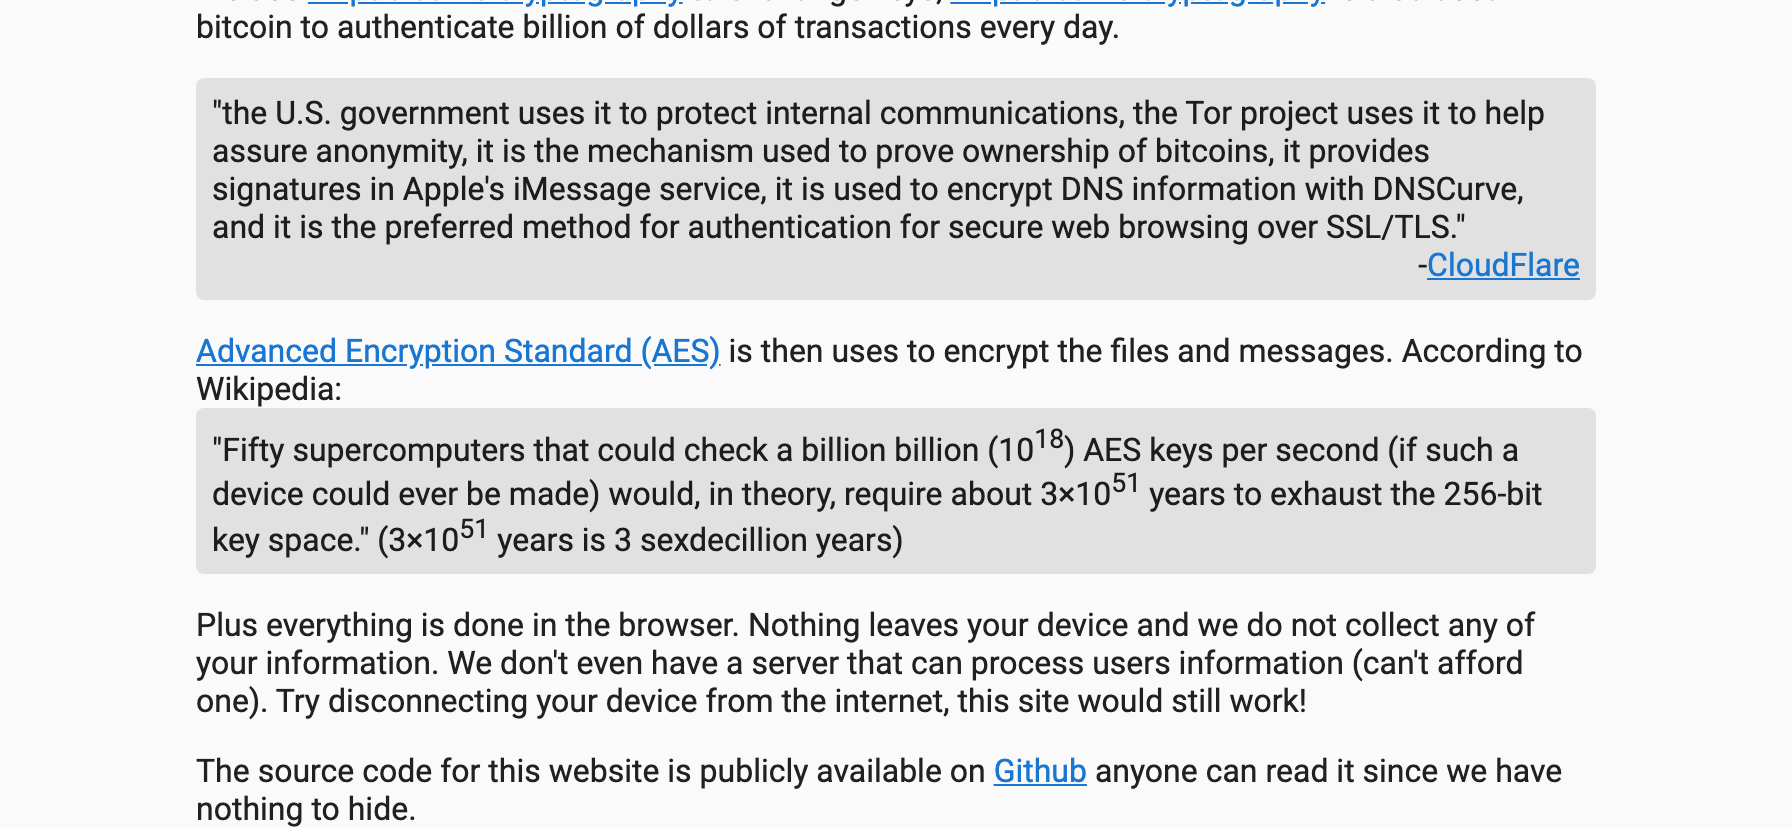 bitcoin to authenticate billion of dollars of transactions every day.
"the U.S. government uses it to protect internal communications, the Tor project uses it to help
assure anonymity, it is the mechanism used to prove ownership of bitcoins, it provides
signatures in Apple's iMessage service, it is used to encrypt DNS information with DNSCurve,
and it is the preferred method for authentication for secure web browsing over SSL/TLS."
-CloudFlare
Advanced Encryption Standard (AES) is then uses to encrypt the files and messages. According to
Wikipedia:
"Fifty supercomputers that could check a billion billion (10¹⁸) AES keys per second (if such a
device could ever be made) would, in theory, require about 3×10⁵¹ years to exhaust the 256-bit
key space." (3×10⁵¹ years is 3 sexdecillion years)
Plus everything is done in the browser. Nothing leaves your device and we do not collect any of
your information. We don't even have a server that can process users information (can't afford
one). Try disconnecting your device from the internet, this site would still work!
The source code for this website is publicly available on Github anyone can read it since we have
nothing to hide.